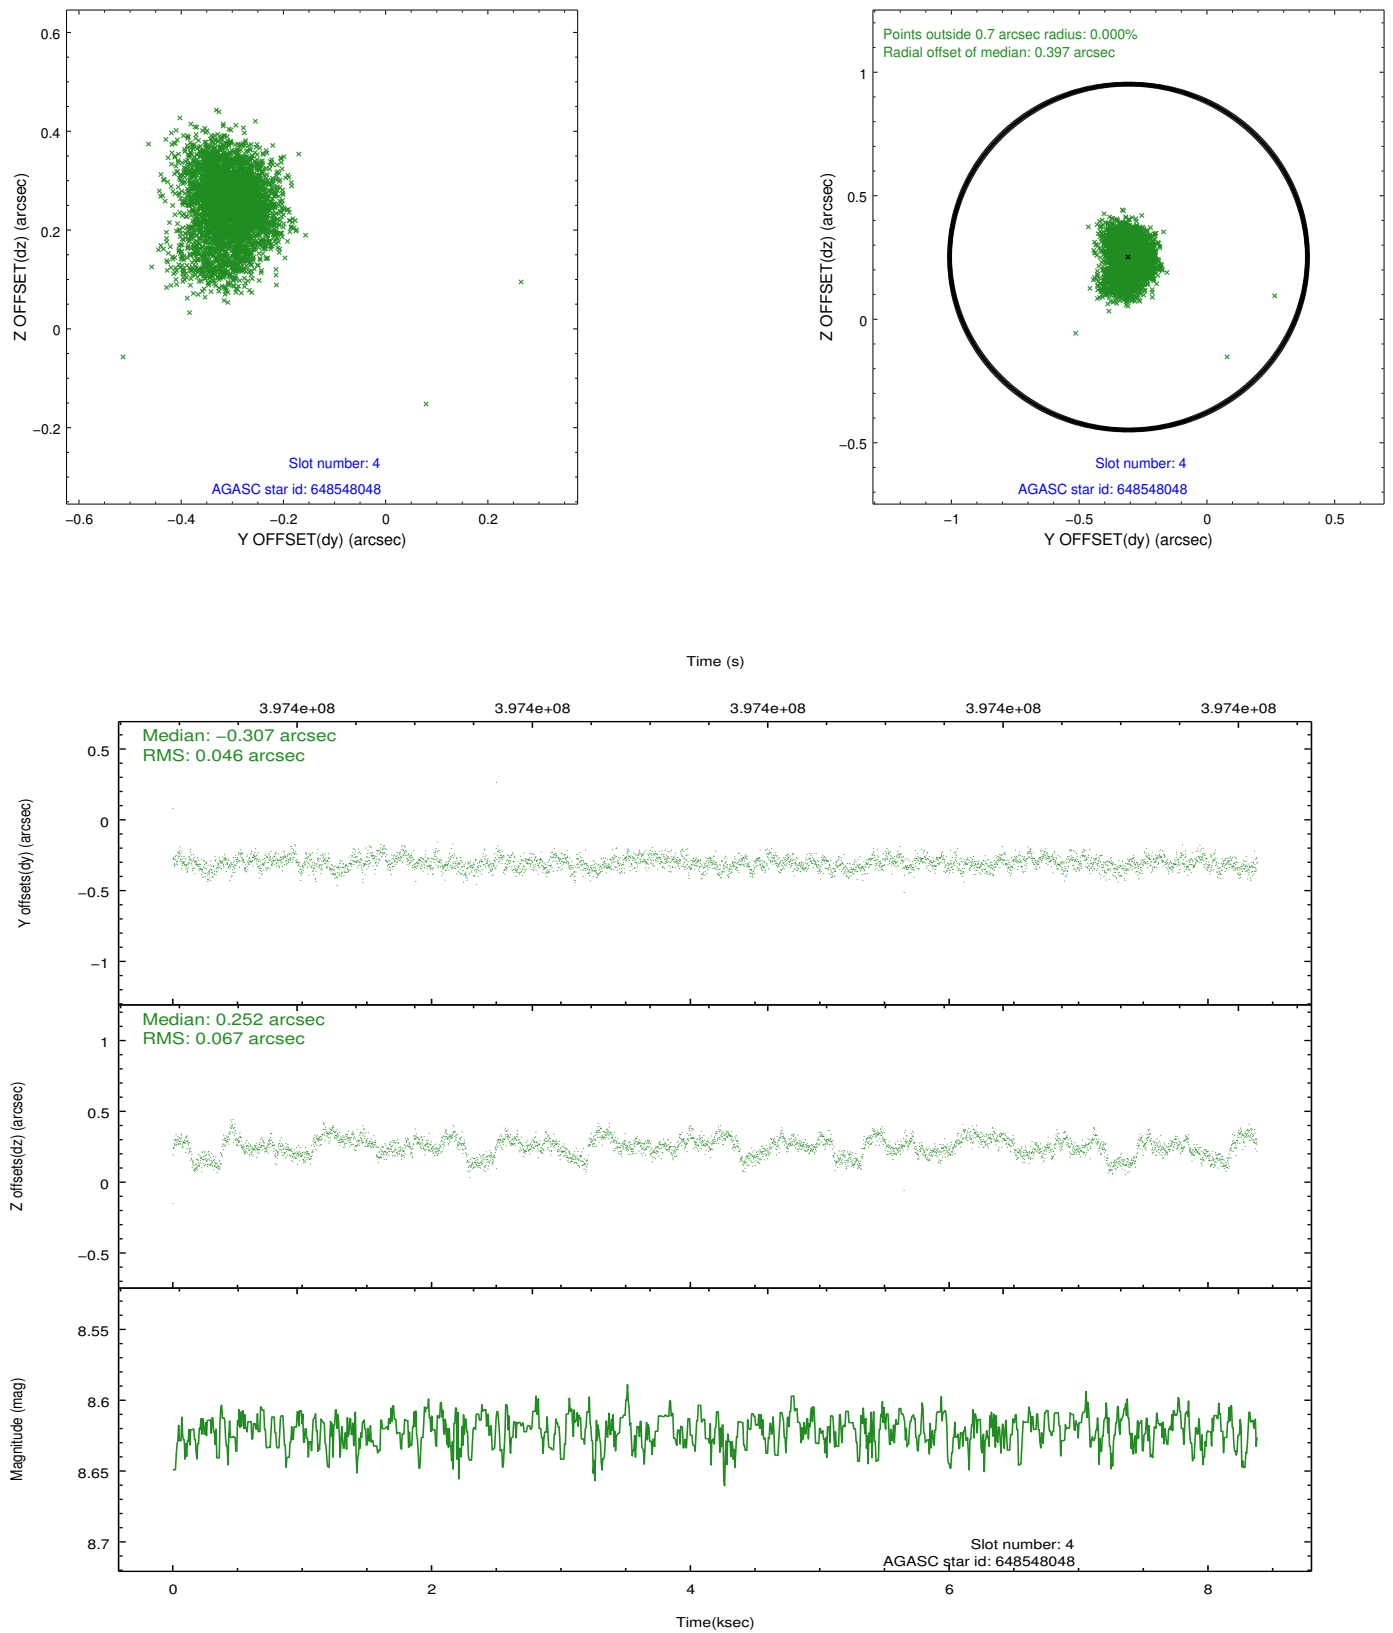 0.6
0.4
0.2
0
−0.2
Z OFFSET(dz) (arcsec)
Slot number: 4
AGASC star id: 648548048
−0.6
−0.4
−0.2
0
0.2
Y OFFSET(dy) (arcsec)
Points outside 0.7 arcsec radius: 0.000%
Radial offset of median: 0.397 arcsec
1
0.5
0
−0.5
Z OFFSET(dz) (arcsec)
Slot number: 4
AGASC star id: 648548048
−1
−0.5
0
0.5
Y OFFSET(dy) (arcsec)
Time (s)
3.974e+08
3.974e+08
3.974e+08
3.974e+08
3.974e+08
Median: −0.307 arcsec
RMS: 0.046 arcsec
0.5
0
−0.5
−1
Y offsets(dy) (arcsec)
Median: 0.252 arcsec
RMS: 0.067 arcsec
1
0.5
0
−0.5
Z offsets(dz) (arcsec)
8.55
8.6
8.65
8.7
Magnitude (mag)
Slot number: 4
AGASC star id: 648548048
0
2
4
6
8
Time(ksec)